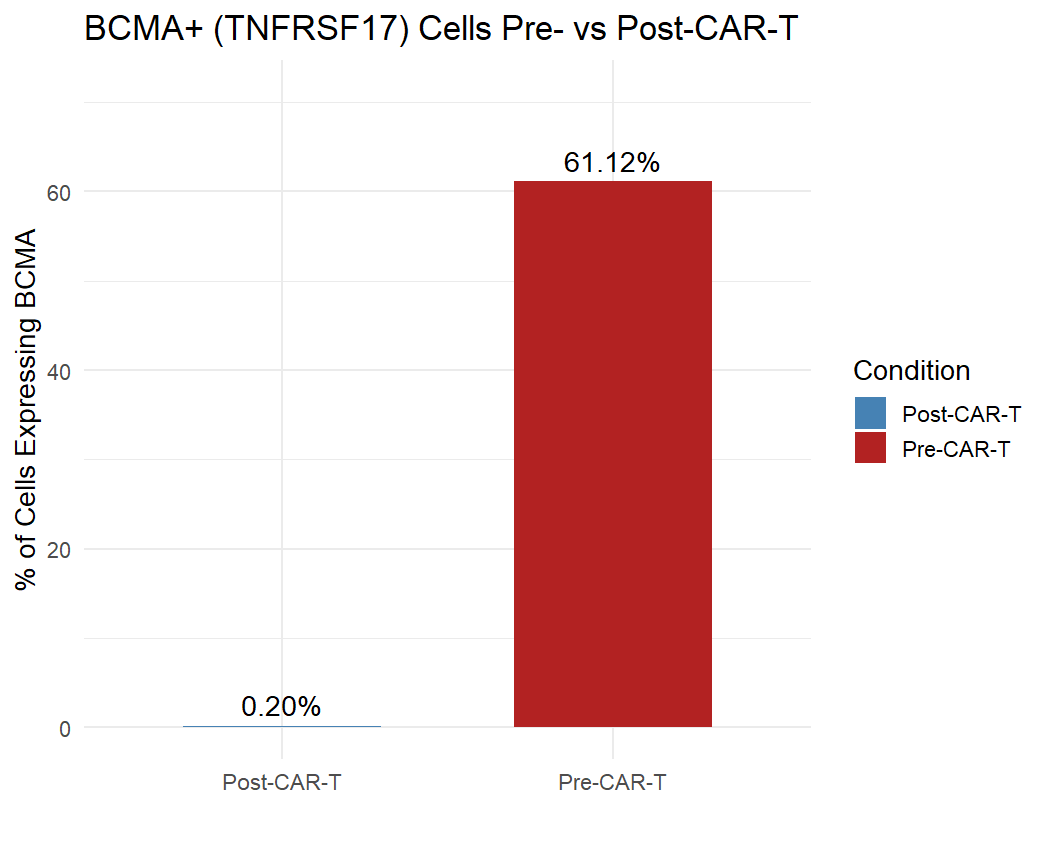 BCMA+ (TNFRSF17) Cells Pre- vs Post-CAR-T
% of Cells Expressing BCMA
60
40
20
0
61.12%
0.20%
Post-CAR-T
Pre-CAR-T
Condition
Post-CAR-T
Pre-CAR-T